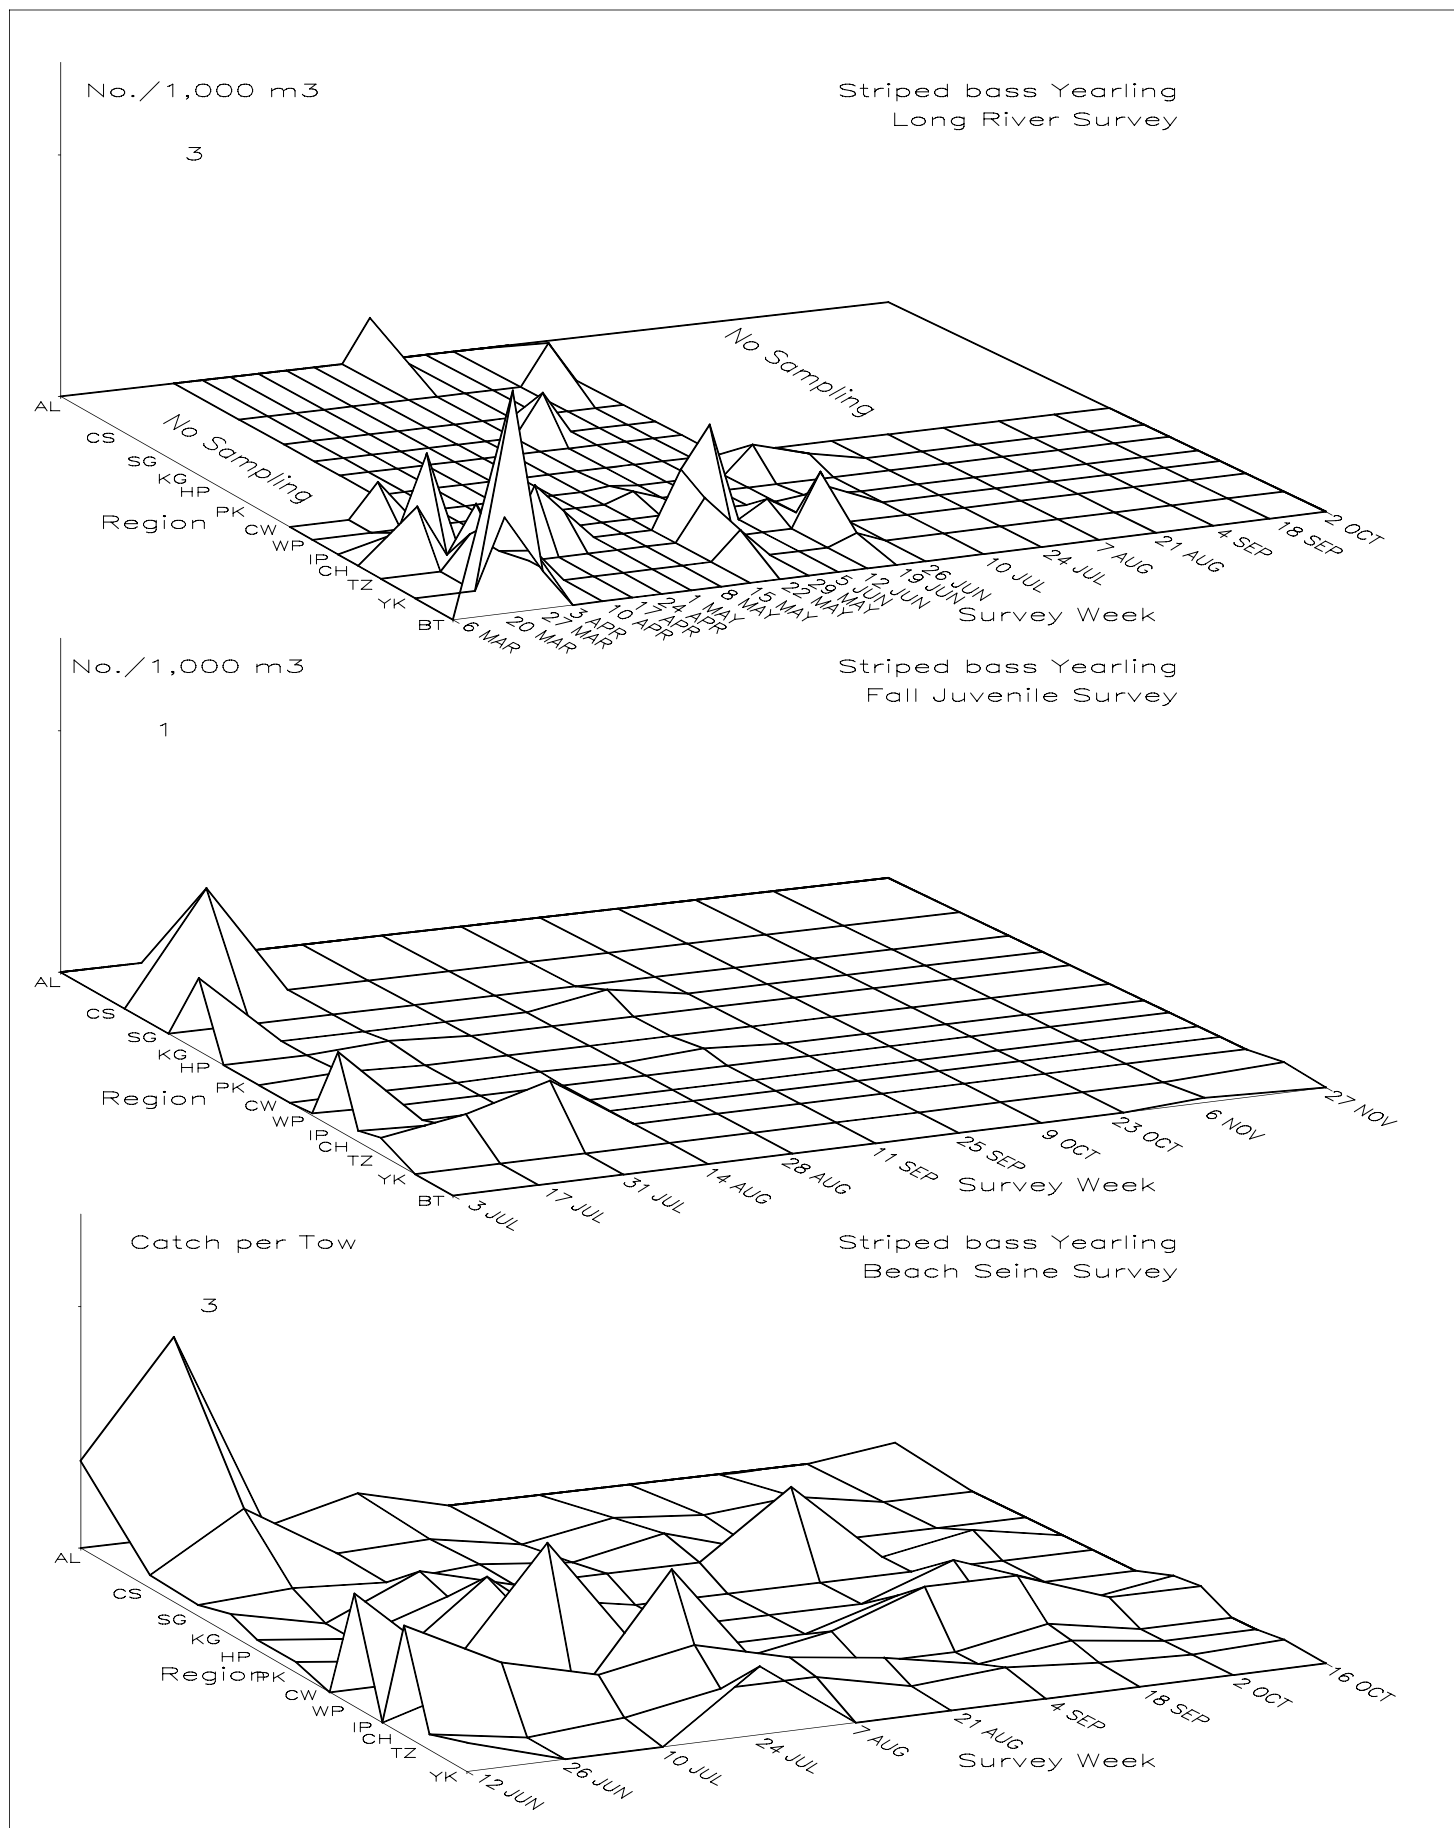 No./1,000 m3
Striped bass Yearling
Long River Survey
3
No Sampling
No Sampling
AL
CS
SG
KG
HP
PK
CW
WP
IP
CH
TZ
YK
BT
Region
6 MAR
20 MAR
27 MAR
3 APR
10 APR
17 APR
24 APR
1 MAY
8 MAY
15 MAY
22 MAY
29 MAY
5 JUN
12 JUN
19 JUN
26 JUN
10 JUL
24 JUL
7 AUG
21 AUG
4 SEP
18 SEP
2 OCT
Survey Week
No./1,000 m3
Striped bass Yearling
Fall Juvenile Survey
1
AL
CS
SG
KG
HP
PK
CW
WP
IP
CH
TZ
YK
BT
Region
3 JUL
17 JUL
31 JUL
14 AUG
28 AUG
11 SEP
25 SEP
9 OCT
23 OCT
6 NOV
27 NOV
Survey Week
Catch per Tow
Striped bass Yearling
Beach Seine Survey
3
AL
CS
SG
KG
HP
PK
CW
WP
IP
CH
TZ
YK
Region
12 JUN
26 JUN
10 JUL
24 JUL
7 AUG
21 AUG
4 SEP
18 SEP
2 OCT
16 OCT
Survey Week